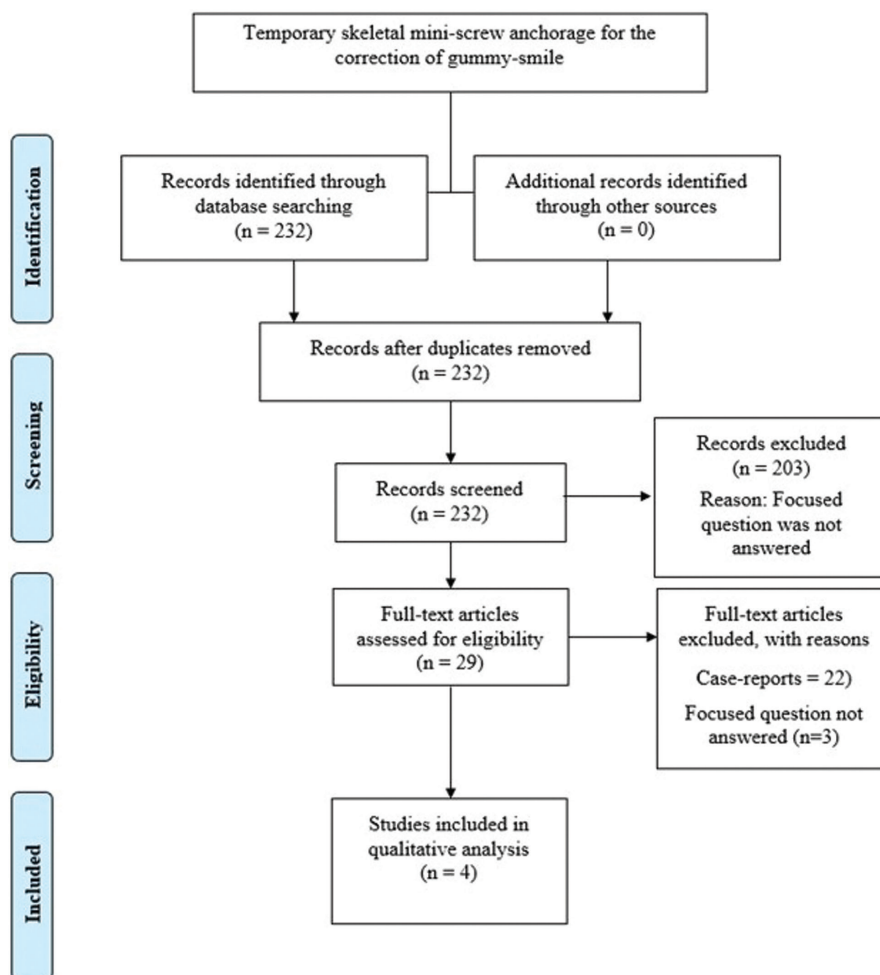 Temporary skeletal mini-screw anchorage for the
correction of gummy-smile
Identification
Records identified through
database searching
(n = 232)
Additional records identified
through other sources
(n = 0)
Records after duplicates removed
(n = 232)
Screening
Records screened
(n = 232)
Records excluded
(n = 203)
Reason: Focused
question was not
answered
Eligibility
Full-text articles
assessed for eligibility
(n = 29)
Full-text articles
excluded, with reasons
Case-reports = 22)
Focused question not
answered (n=3)
Included
Studies included in
qualitative analysis
(n = 4)